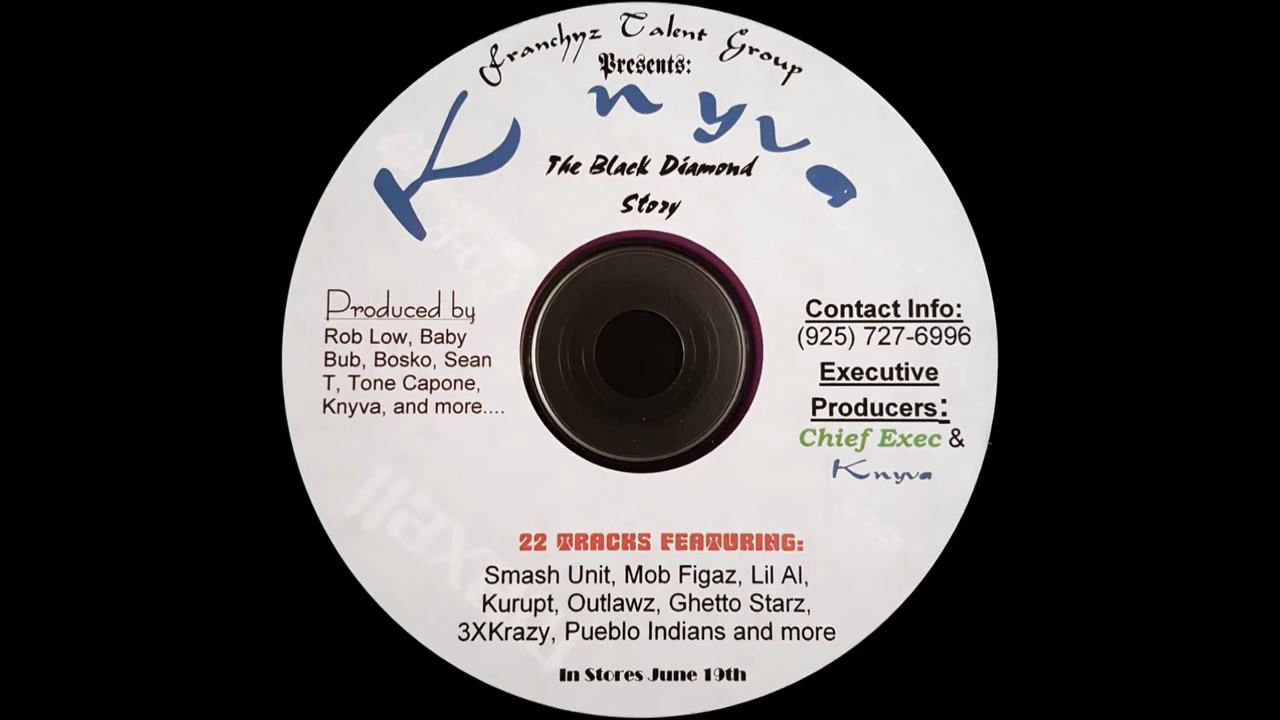 Franchyz Talent Group
Presents:
Knyva
The Black Diamond
Story
Produced by
Rob Low, Baby
Bub, Bosko, Sean
T, Tone Capone,
Knyva, and more....
Contact Info:
(925) 727-6996
Executive
Producers:
Chief Exec &
Knyva
22 TRACKS FEATURING:
Smash Unit, Mob Figaz, Lil Al,
Kurupt, Outlawz, Ghetto Starz,
3XKrazy, Pueblo Indians and more
In Stores June 19th
maxell